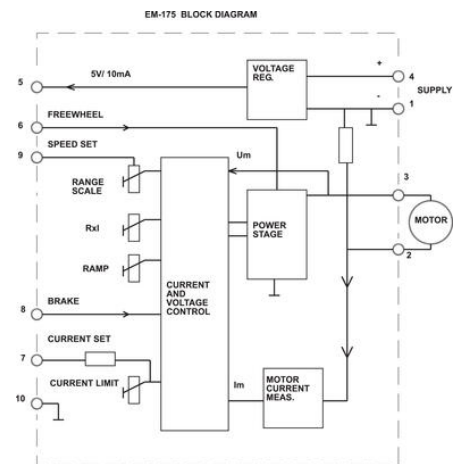 EM-175 BLOCK DIAGRAM
5
5V/ 10mA
VOLTAGE
REG.
+
4
SUPPLY
-
1
6
FREEWHEEL
9
SPEED SET
Um
RANGE
SCALE
3
RxI
POWER
STAGE
MOTOR
RAMP
2
CURRENT
AND
VOLTAGE
CONTROL
8
BRAKE
7
CURRENT SET
CURRENT LIMIT
Im
MOTOR
CURRENT
MEAS.
10